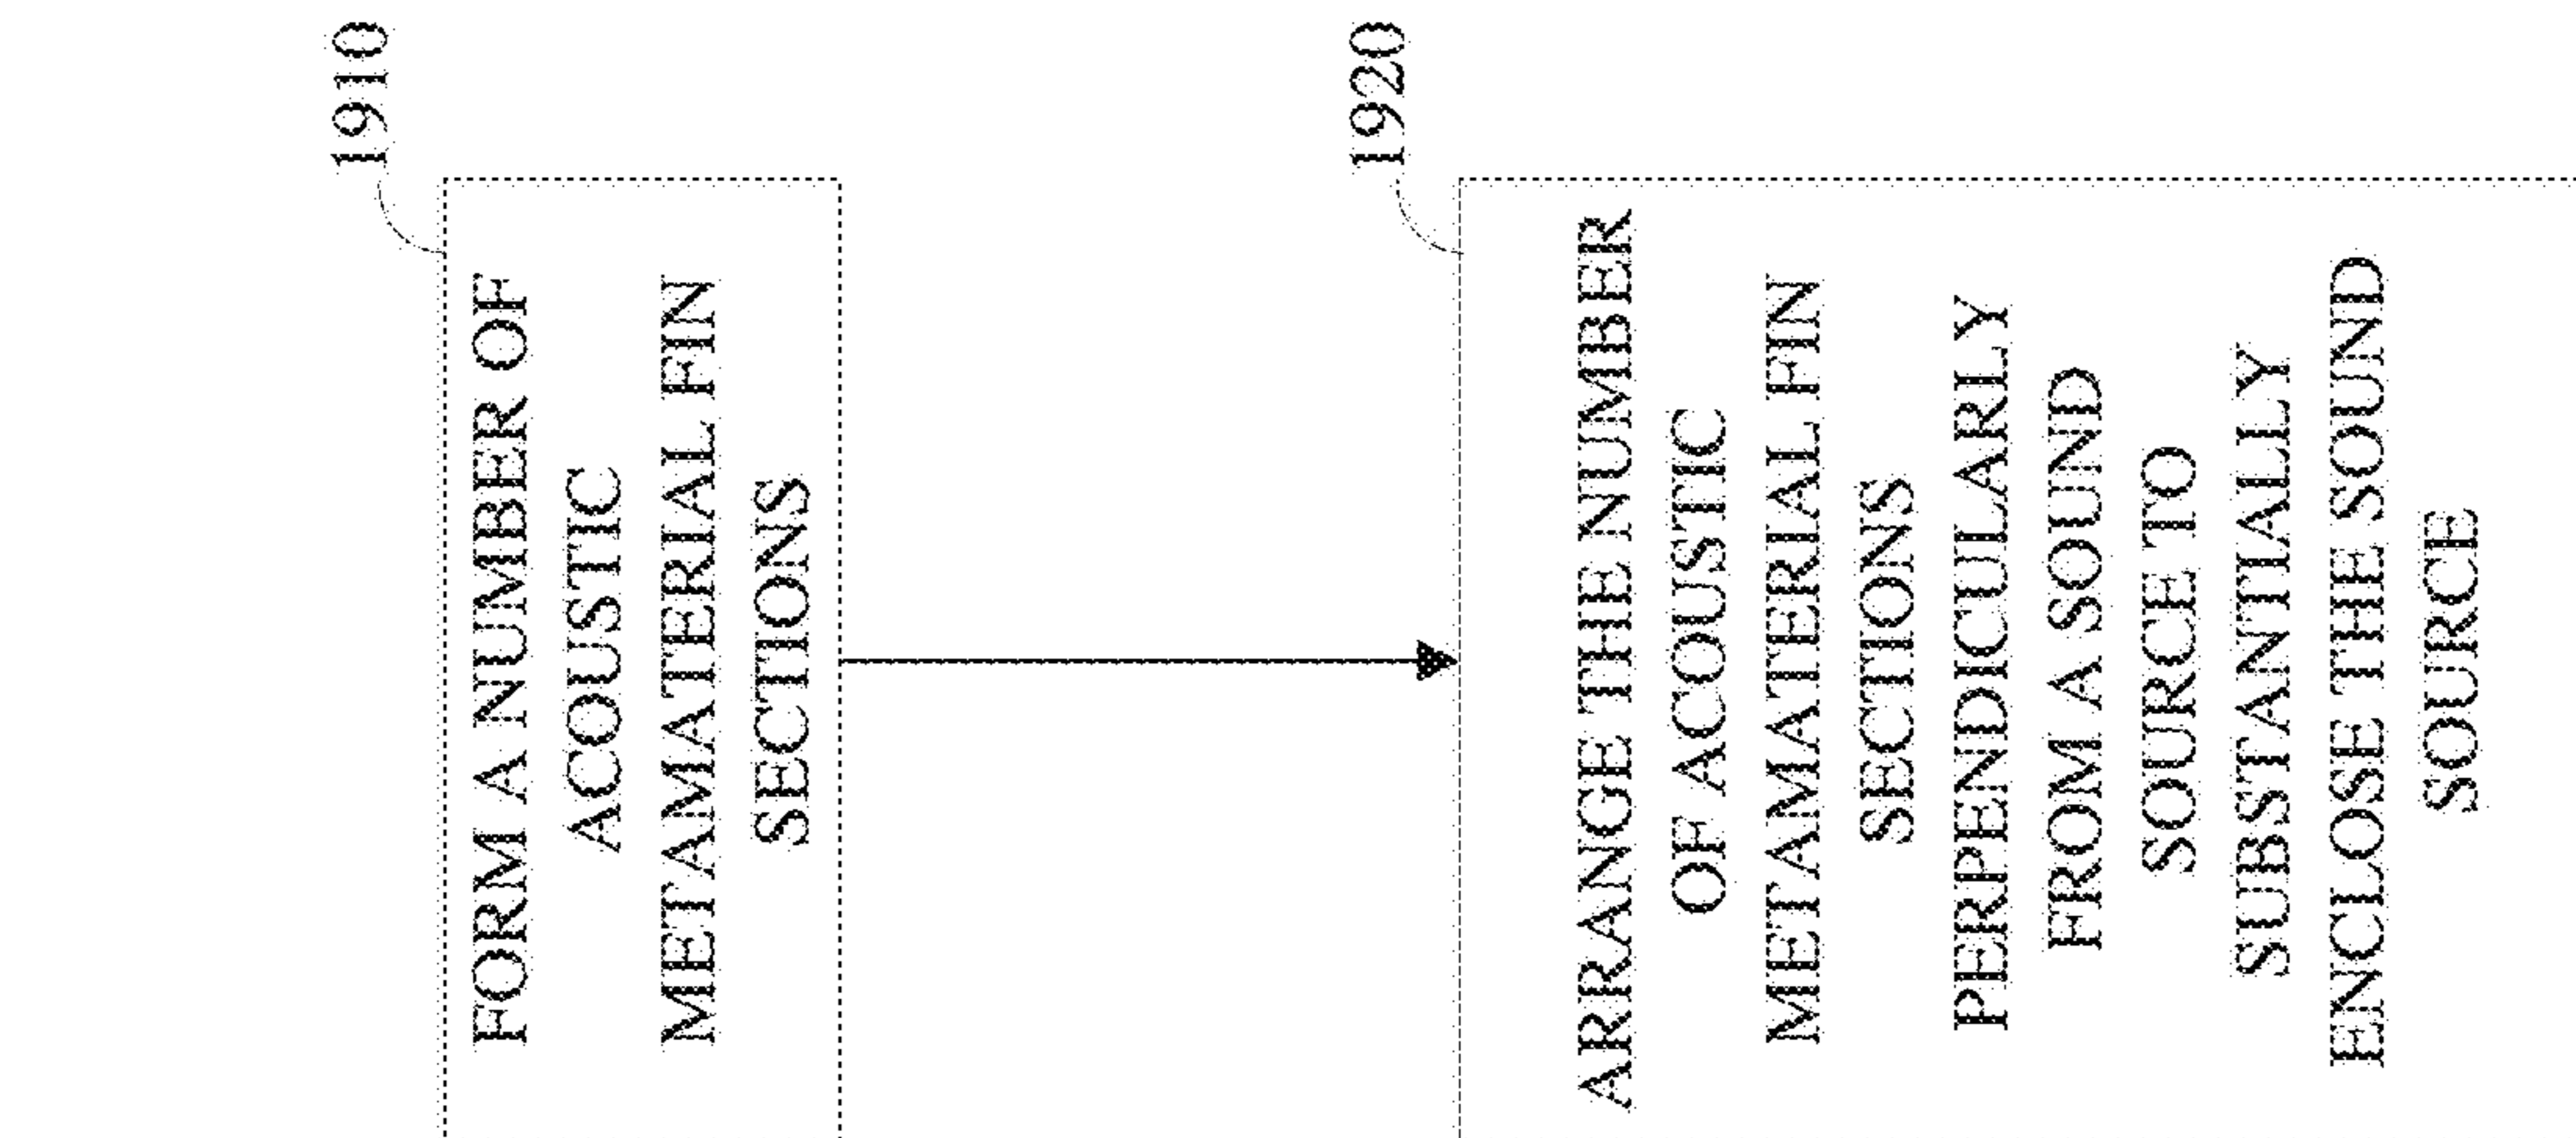 1910
FORM A NUMBER OF
ACOUSTIC
METAMATERIAL FIN
SECTIONS
1920
ARRANGE THE NUMBER
OF ACOUSTIC
METAMATERIAL FIN
SECTIONS
PERPENDICULARLY
FROM A SOUND
SOURCE TO
SUBSTANTIALLY
ENCLOSE THE SOUND
SOURCE